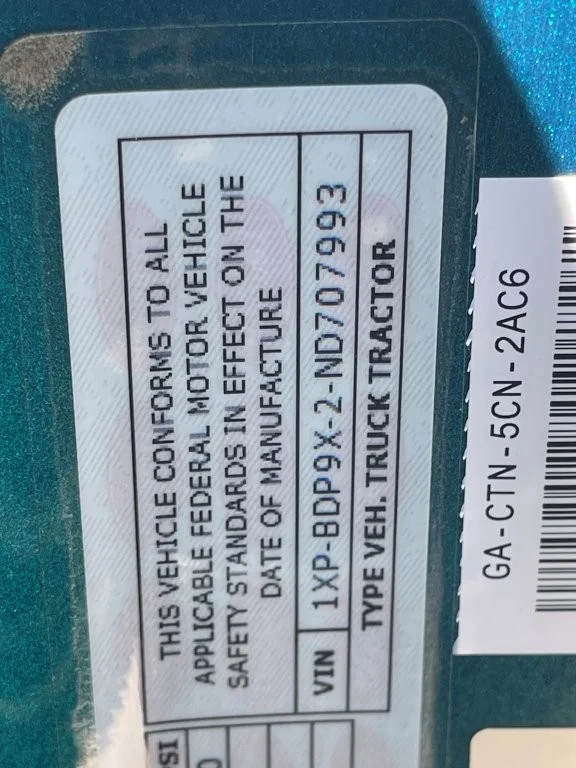 THIS VEHICLE CONFORMS TO ALL
APPLICABLE FEDERAL MOTOR VEHICLE
SAFETY STANDARDS IN EFFECT ON THE
DATE OF MANUFACTURE
VIN 1XP-BDP9X-2-ND707993
TYPE VEH. TRUCK TRACTOR
GA-CTN-5CN-2AC6
PSI